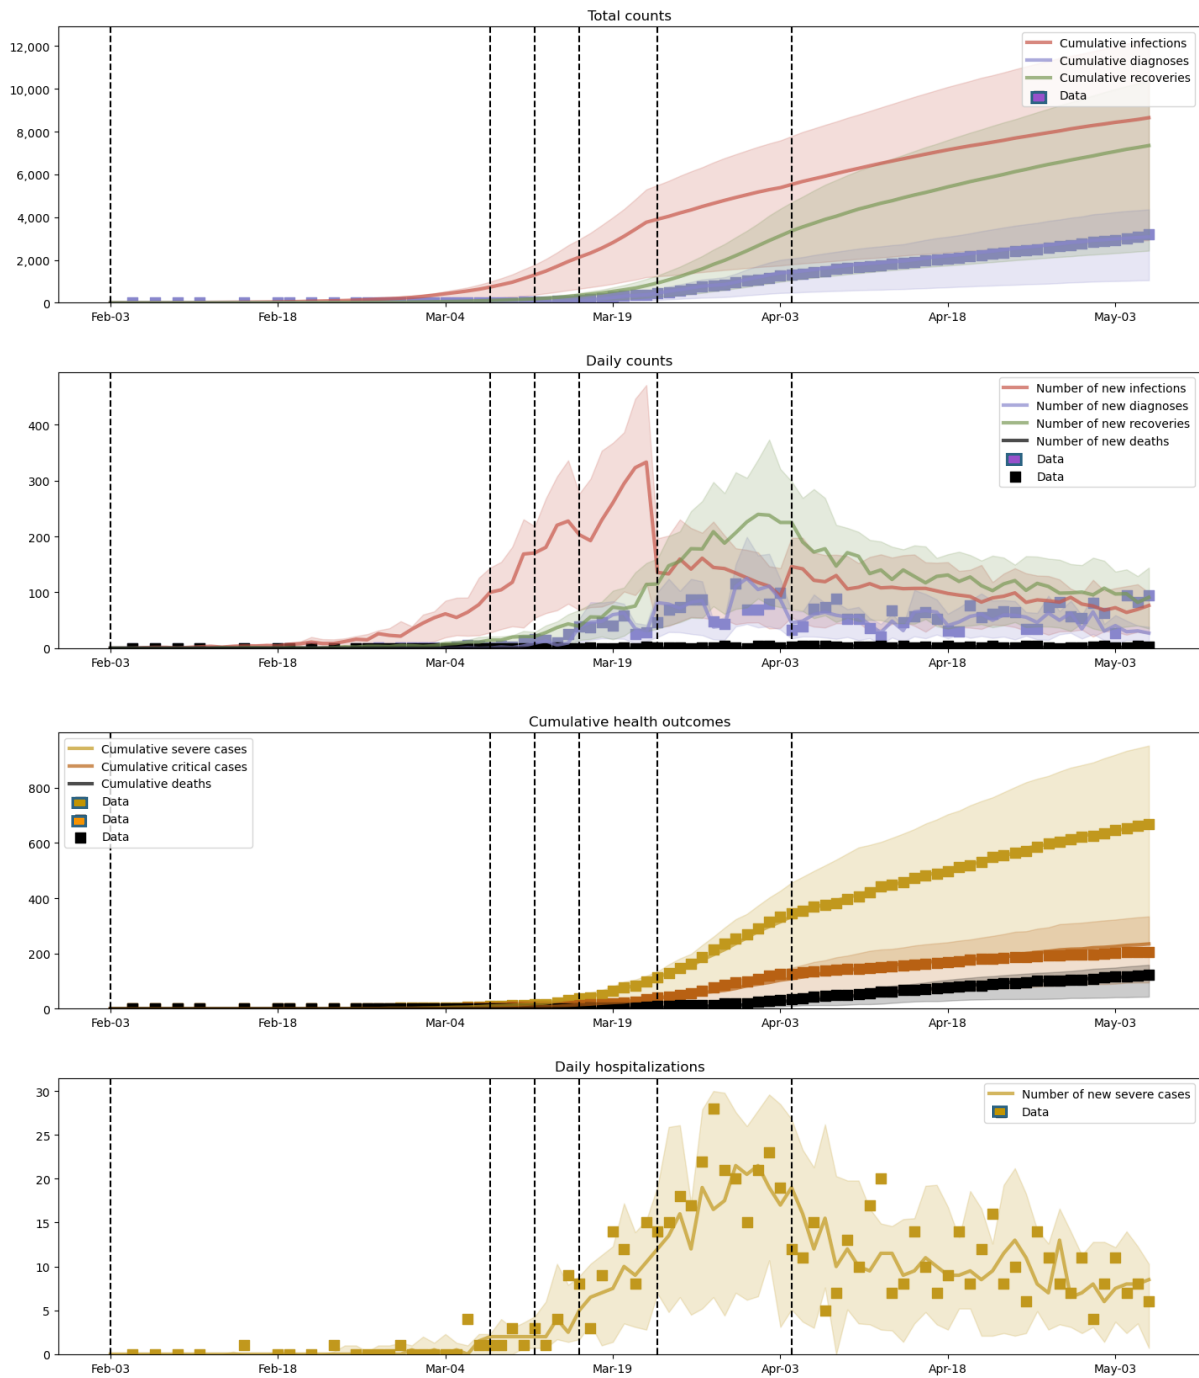 Total counts
12,000
10,000
8,000
6,000
4,000
2,000
0
Cumulative infections
Cumulative diagnoses
Cumulative recoveries
Data
Feb-03 Feb-18 Mar-04 Mar-19 Apr-03 Apr-18 May-03
Daily counts
400
300
200
100
0
Number of new infections
Number of new diagnoses
Number of new recoveries
Number of new deaths
Data
Data
Feb-03 Feb-18 Mar-04 Mar-19 Apr-03 Apr-18 May-03
Cumulative health outcomes
Cumulative severe cases
Cumulative critical cases
Cumulative deaths
Data
Data
Data
800
600
400
200
0
Feb-03 Feb-18 Mar-04 Mar-19 Apr-03 Apr-18 May-03
Daily hospitalizations
30
25
20
15
10
5
0
Number of new severe cases
Data
Feb-03 Feb-18 Mar-04 Mar-19 Apr-03 Apr-18 May-03